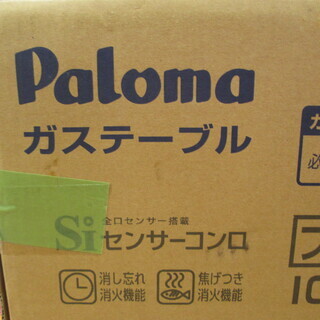 Paloma
ガステーブル
全口センサー搭載
Siセンサーコンロ
消し忘れ
消火機能
焦げつき
消火機能